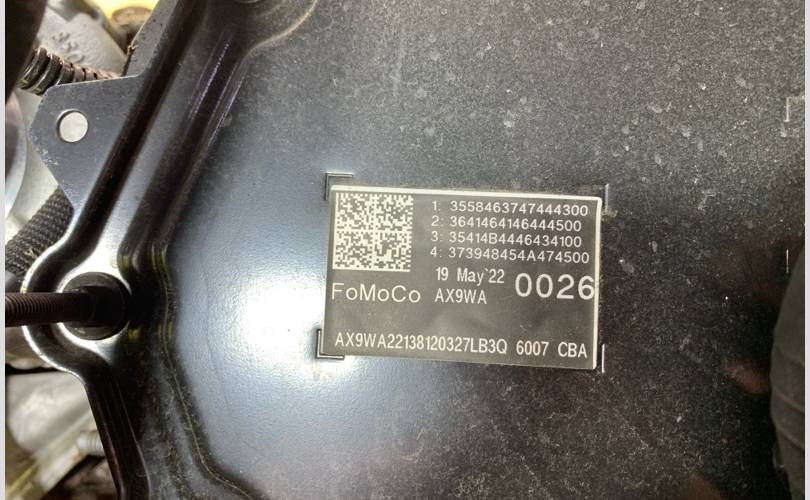 1: 3558463747444300
2: 3641464146444500
3: 35414B4446434100
4: 373948454A474500
19 May'22
0026
FoMoCo AX9WA
AX9WA22138120327LB3Q 6007 CBA